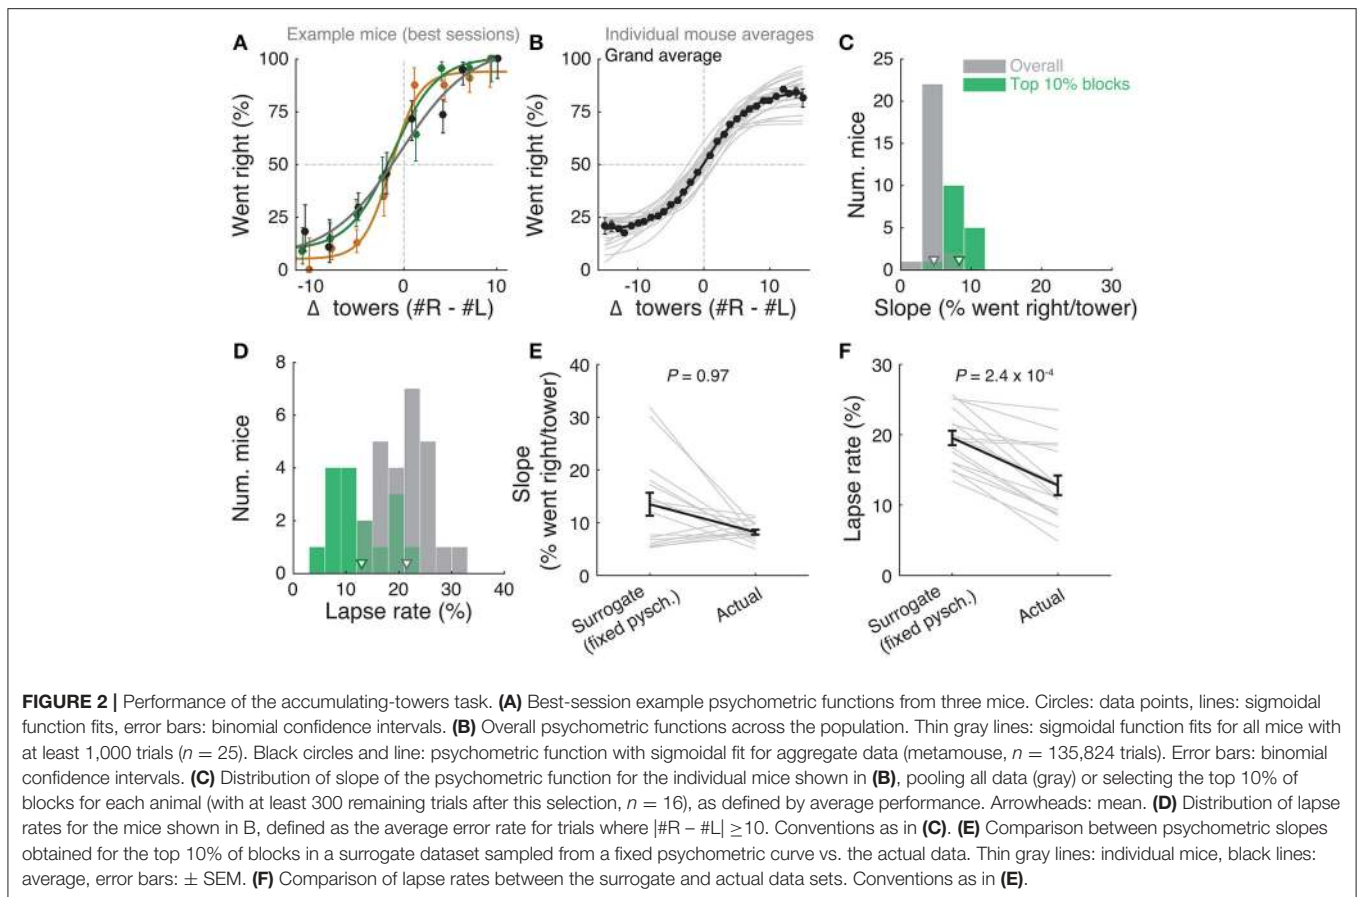 A
Example mice (best sessions)
100
75
50
25
0
Went right (%)
-10
0
10
Δ towers (#R - #L)
B
Individual mouse averages
Grand average
100
75
50
25
0
Went right (%)
-10
0
10
Δ towers (#R - #L)
C
Overall
Top 10% blocks
25
20
15
10
5
0
Num. mice
0
10
20
30
Slope (% went right/tower)
D
8
6
4
2
0
Num. mice
0
10
20
30
40
Lapse rate (%)
E
P = 0.97
40
30
20
10
0
Slope
(% went right/tower)
Surrogate
(fixed pysch.)
Actual
F
P = 2.4 x 10⁻⁴
30
20
10
0
Lapse rate (%)
Surrogate
(fixed pysch.)
Actual
FIGURE 2 | Performance of the accumulating-towers task. (A) Best-session example psychometric functions from three mice. Circles: data points, lines: sigmoidal
function fits, error bars: binomial confidence intervals. (B) Overall psychometric functions across the population. Thin gray lines: sigmoidal function fits for all mice with
at least 1,000 trials (n = 25). Black circles and line: psychometric function with sigmoidal fit for aggregate data (metamouse, n = 135,824 trials). Error bars: binomial
confidence intervals. (C) Distribution of slope of the psychometric function for the individual mice shown in (B), pooling all data (gray) or selecting the top 10% of
blocks for each animal (with at least 300 remaining trials after this selection, n = 16), as defined by average performance. Arrowheads: mean. (D) Distribution of lapse
rates for the mice shown in B, defined as the average error rate for trials where |#R – #L| ≥10. Conventions as in (C). (E) Comparison between psychometric slopes
obtained for the top 10% of blocks in a surrogate dataset sampled from a fixed psychometric curve vs. the actual data. Thin gray lines: individual mice, black lines:
average, error bars: ± SEM. (F) Comparison of lapse rates between the surrogate and actual data sets. Conventions as in (E).